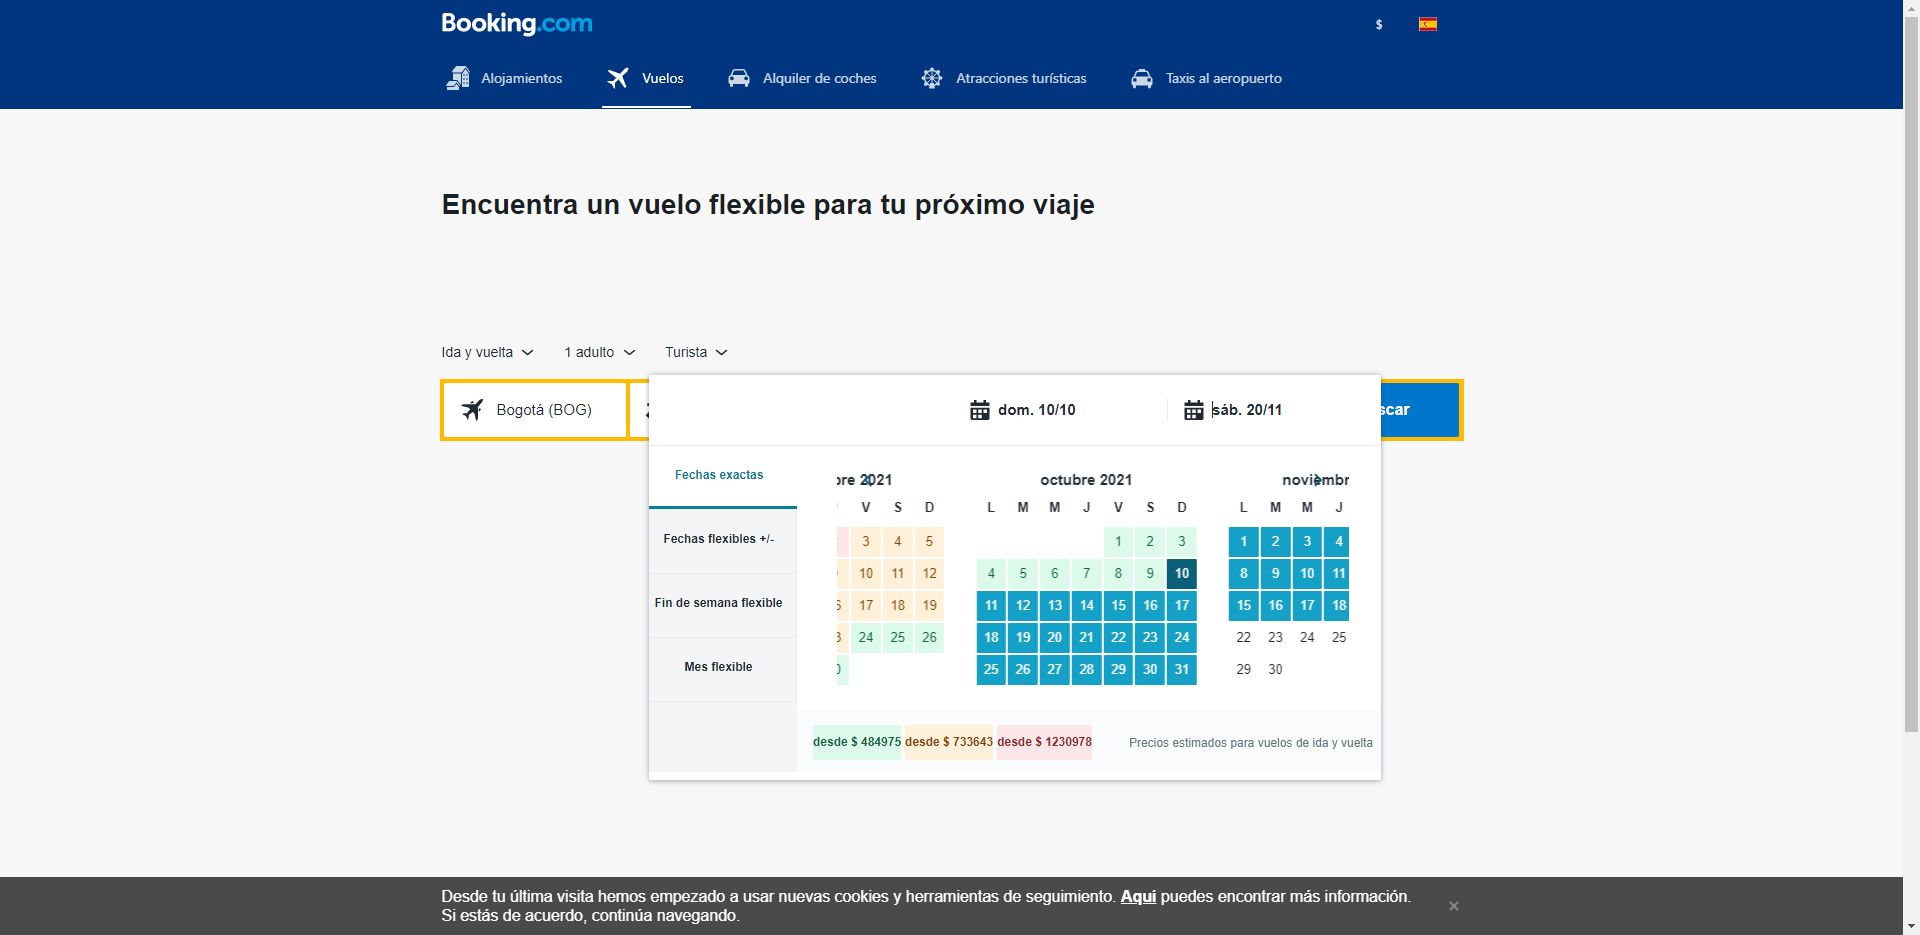 Booking.com
$
Alojamientos
Vuelos
Alquiler de coches
Atracciones turísticas
Taxis al aeropuerto
Encuentra un vuelo flexible para tu próximo viaje
Ida y vuelta
1 adulto
Turista
Bogotá (BOG)
dom. 10/10
sáb. 20/11
scar
Fechas exactas
Fechas flexibles +/-
Fin de semana flexible
Mes flexible
bre 2021
V S D
3 4 5
10 11 12
17 18 19
24 25 26
octubre 2021
L M M J V S D
1 2 3
4 5 6 7 8 9 10
11 12 13 14 15 16 17
18 19 20 21 22 23 24
25 26 27 28 29 30 31
noviembr
L M M J
1 2 3 4
8 9 10 11
15 16 17 18
22 23 24 25
29 30
desde $ 484975 desde $ 733643 desde $ 1230978
Precios estimados para vuelos de ida y vuelta
Desde tu última visita hemos empezado a usar nuevas cookies y herramientas de seguimiento. Aquí puedes encontrar más información.
Si estás de acuerdo, continúa navegando.